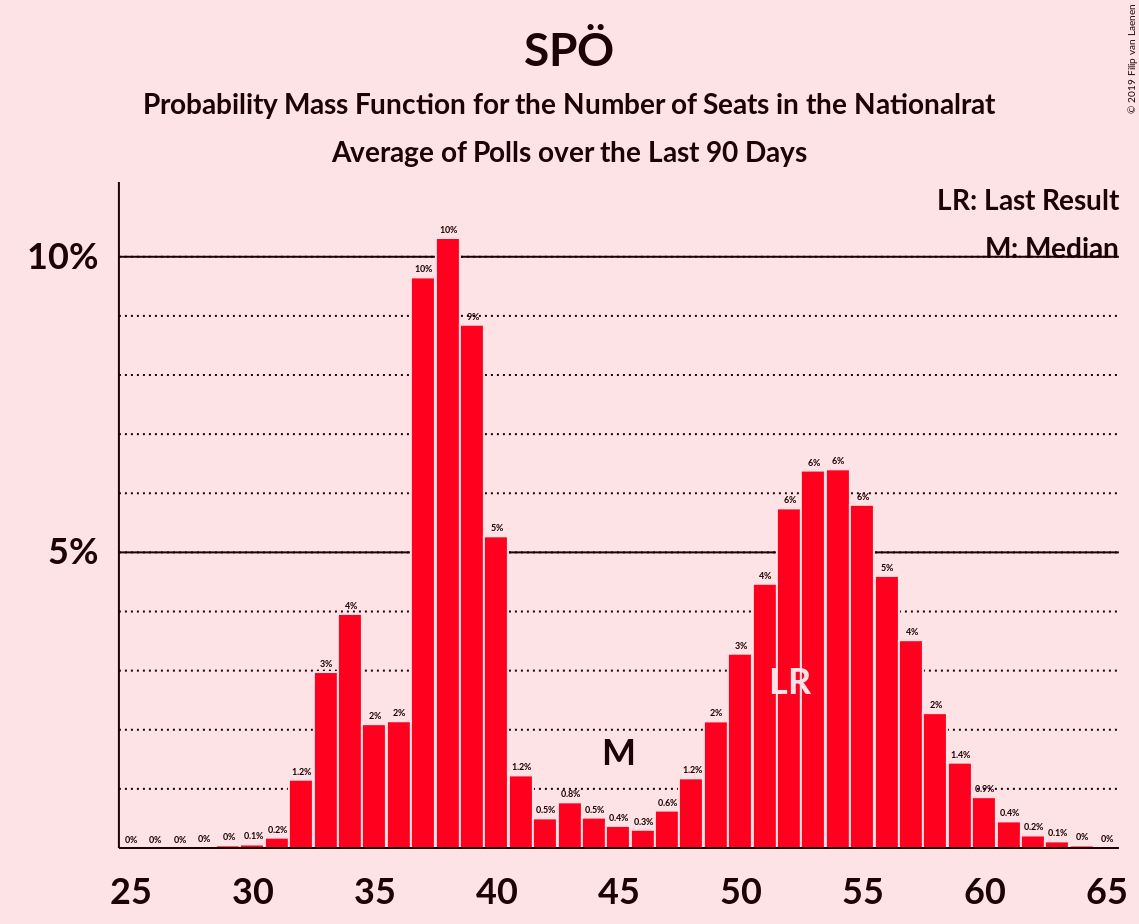 SPÖ
Probability Mass Function for the Number of Seats in the Nationalrat
Average of Polls over the Last 90 Days
© 2019 Filip van Laenen
LR: Last Result
M: Median
10%
5%
0% 0% 0% 0% 0% 0.1% 0.2% 1.2% 3% 4% 2% 2% 10% 10% 9% 5% 1.2% 0.5% 0.8% 0.5% 0.4% 0.3% 0.6% 1.2% 2% 3% 4% 6% 6% 6% 6% 5% 4% 2% 1.4% 0.9% 0.4% 0.2% 0.1% 0% 0%
LR
M
25 30 35 40 45 50 55 60 65